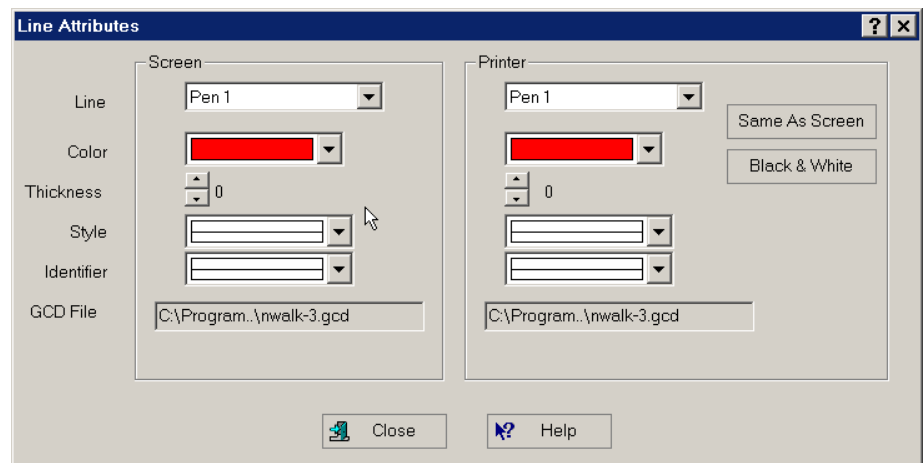 Line Attributes
Screen
Printer
Line
Pen 1
Pen 1
Same As Screen
Color
Black & White
Thickness
0
0
Style
Identifier
GCD File
C:\Program..\nwalk-3.gcd
C:\Program..\nwalk-3.gcd
Close
Help